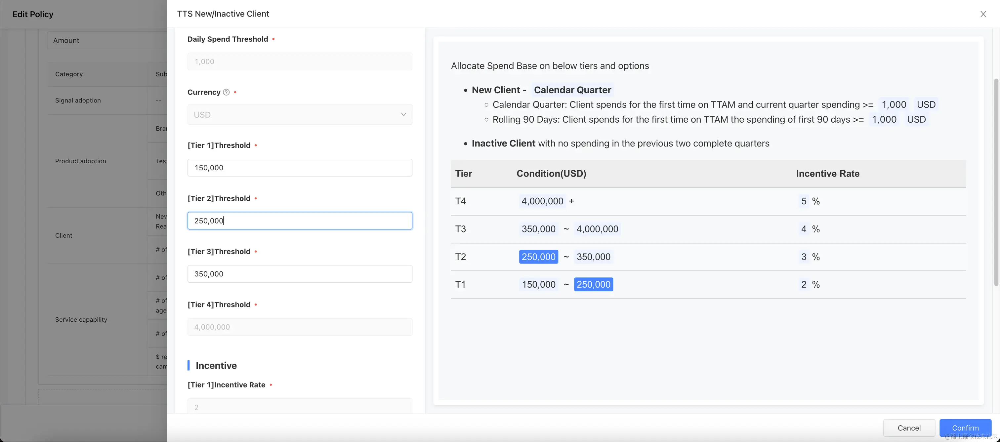 Edit Policy
Amount
Category
Sub
Signal adoption
--
Product adoption
Client
New
Rea
# of
Service capability
# of
# of
age
# of
$ re
cam
TTS New/Inactive Client
Daily Spend Threshold
1,000
Currency
USD
[Tier 1]Threshold
150,000
[Tier 2]Threshold
250,000
[Tier 3]Threshold
350,000
[Tier 4]Threshold
4,000,000
Incentive
[Tier 1]Incentive Rate
2
Allocate Spend Base on below tiers and options
• New Client - Calendar Quarter
◦ Calendar Quarter: Client spends for the first time on TTAM and current quarter spending >= 1,000 USD
◦ Rolling 90 Days: Client spends for the first time on TTAM the spending of first 90 days >= 1,000 USD
• Inactive Client with no spending in the previous two complete quarters
Tier Condition(USD) Incentive Rate
T4 4,000,000 + 5 %
T3 350,000 ~ 4,000,000 4 %
T2 250,000 ~ 350,000 3 %
T1 150,000 ~ 250,000 2 %
Cancel
Confirm
@稀土掘金技术社区